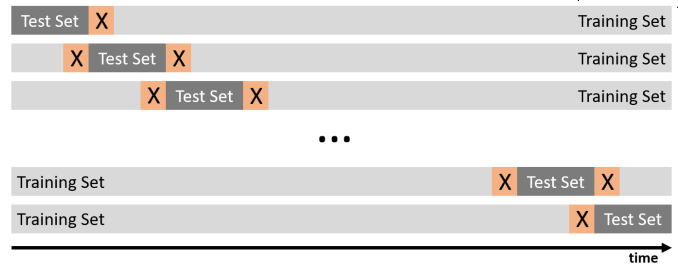 Test Set X Training Set
X Test Set X Training Set
X Test Set X Training Set
...
Training Set X Test Set X
Training Set X Test Set
time